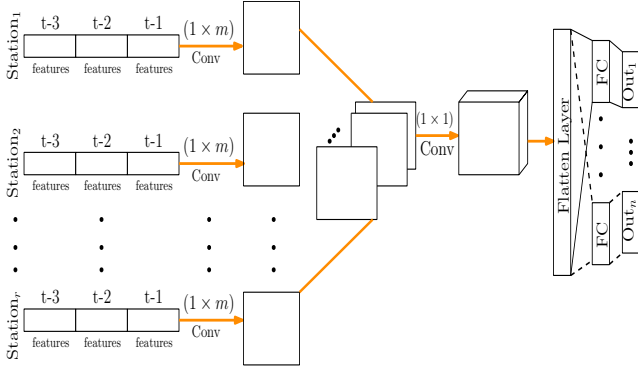 t-3 t-2 t-1
Station₁
features features features
(1 × m)
Conv
t-3 t-2 t-1
Station₂
features features features
(1 × m)
Conv
t-3 t-2 t-1
Stationᵣ
features features features
(1 × m)
Conv
(1 × 1)
Conv
Flatten Layer
FC
Out₁
FC
Outₙ